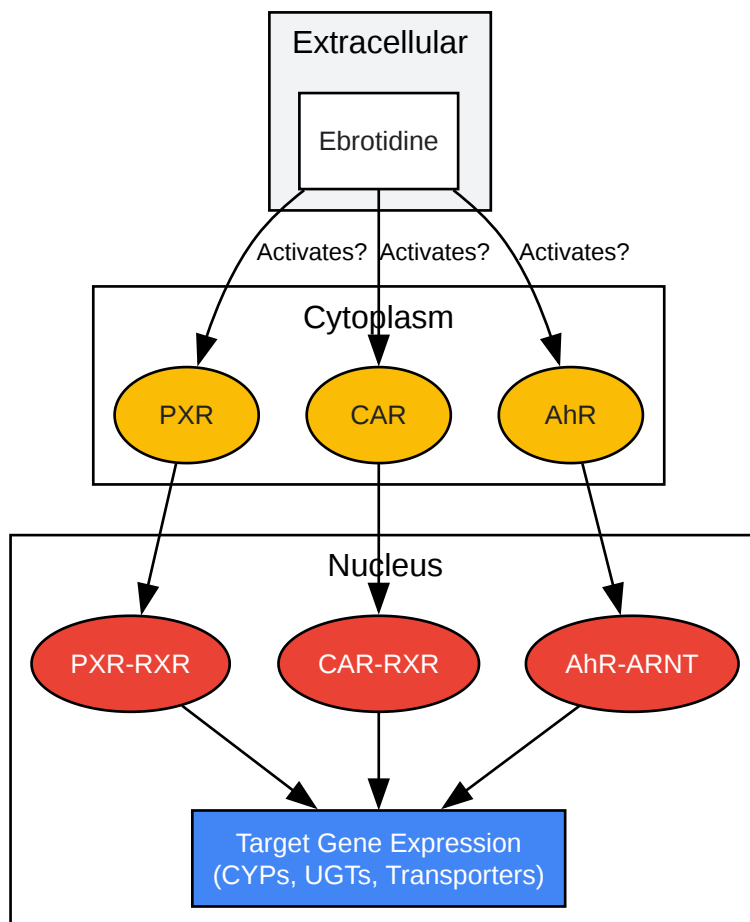 Extracellular
Ebrotidine
Activates? Activates? Activates?
Cytoplasm
PXR CAR AhR
Nucleus
PXR-RXR CAR-RXR AhR-ARNT
Target Gene Expression
(CYPs, UGTs, Transporters)